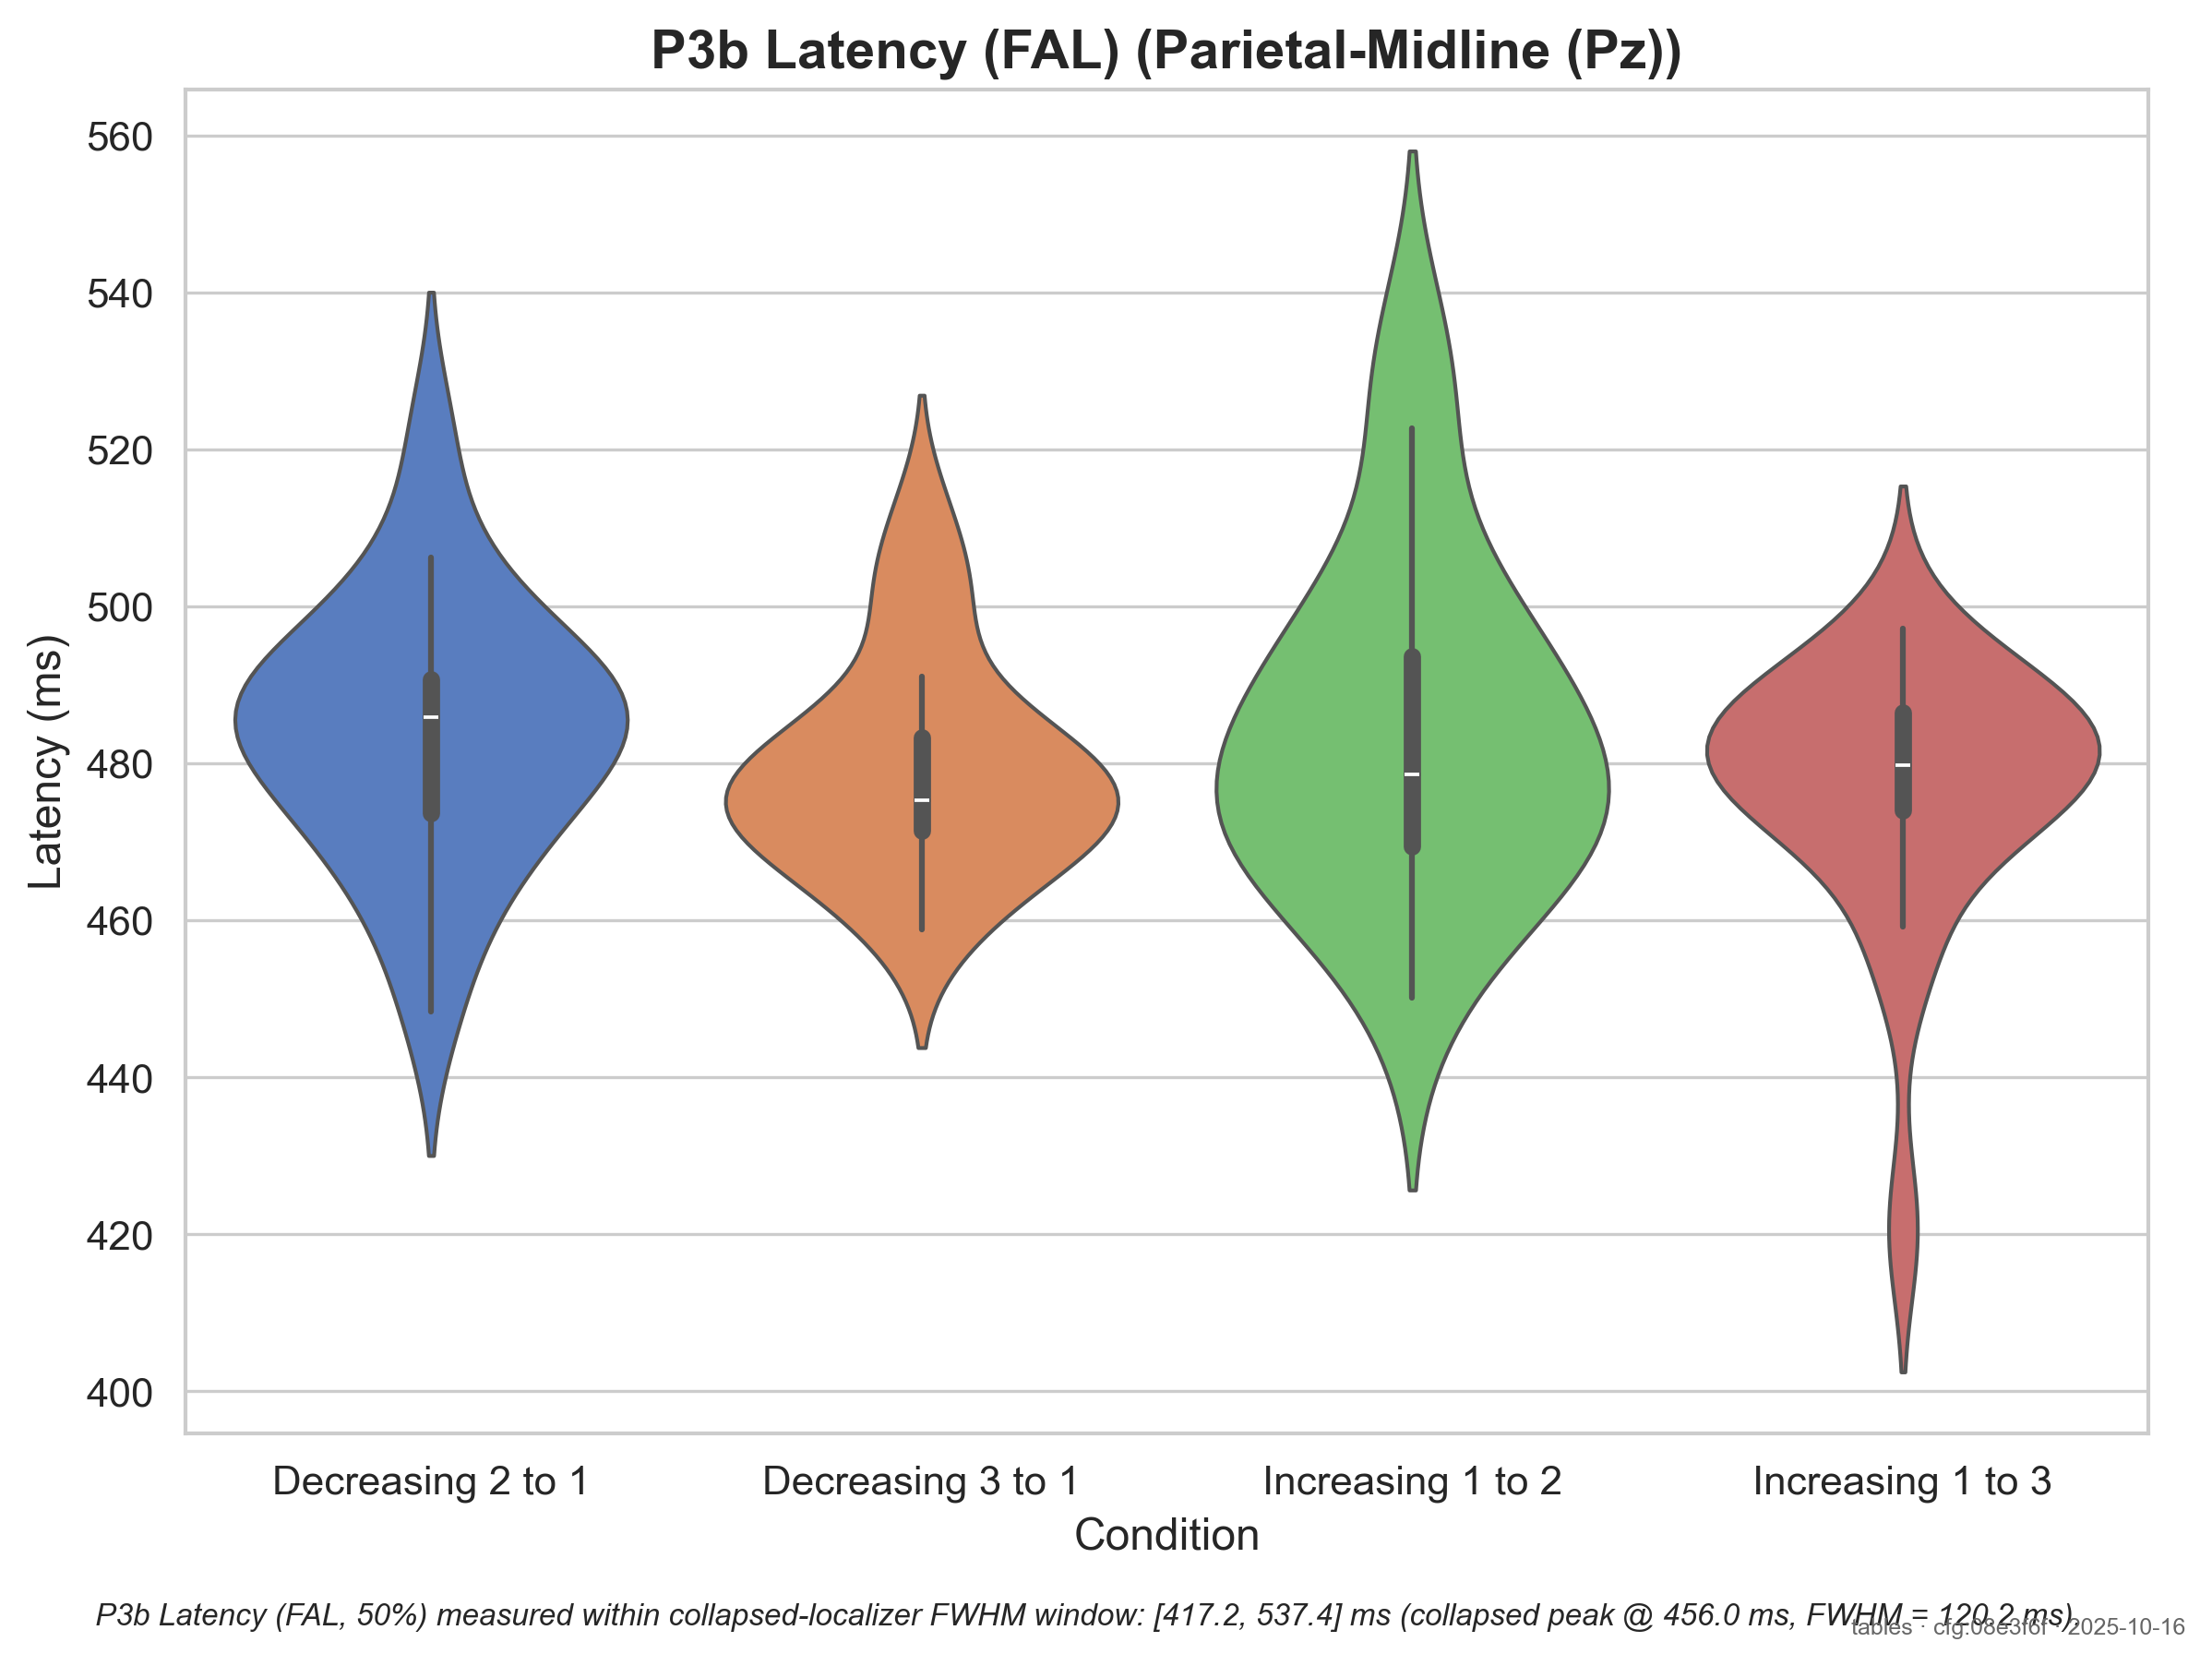 P3b Latency (FAL) (Parietal-Midline (Pz))
560
540
520
500
480
460
440
420
400
Latency (ms)
Decreasing 2 to 1
Decreasing 3 to 1
Increasing 1 to 2
Increasing 1 to 3
Condition
P3b Latency (FAL, 50%) measured within collapsed-localizer FWHM window: [417.2, 537.4] ms (collapsed peak @ 456.0 ms, FWHM = 120.2 ms).
tables · cfg:08e3f6f · 2025-10-16